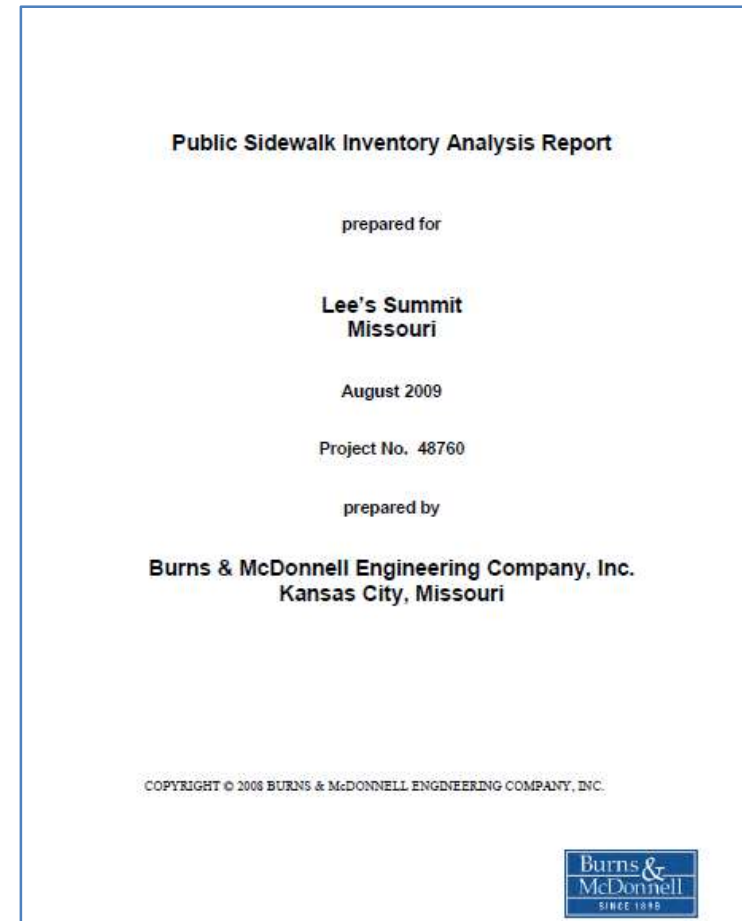 Public Sidewalk Inventory Analysis Report
prepared for
Lee's Summit
Missouri
August 2009
Project No. 48760
prepared by
Burns & McDonnell Engineering Company, Inc.
Kansas City, Missouri
COPYRIGHT © 2008 BURNS & McDONNELL ENGINEERING COMPANY, INC.
Burns &
McDonnell
SINCE 1898